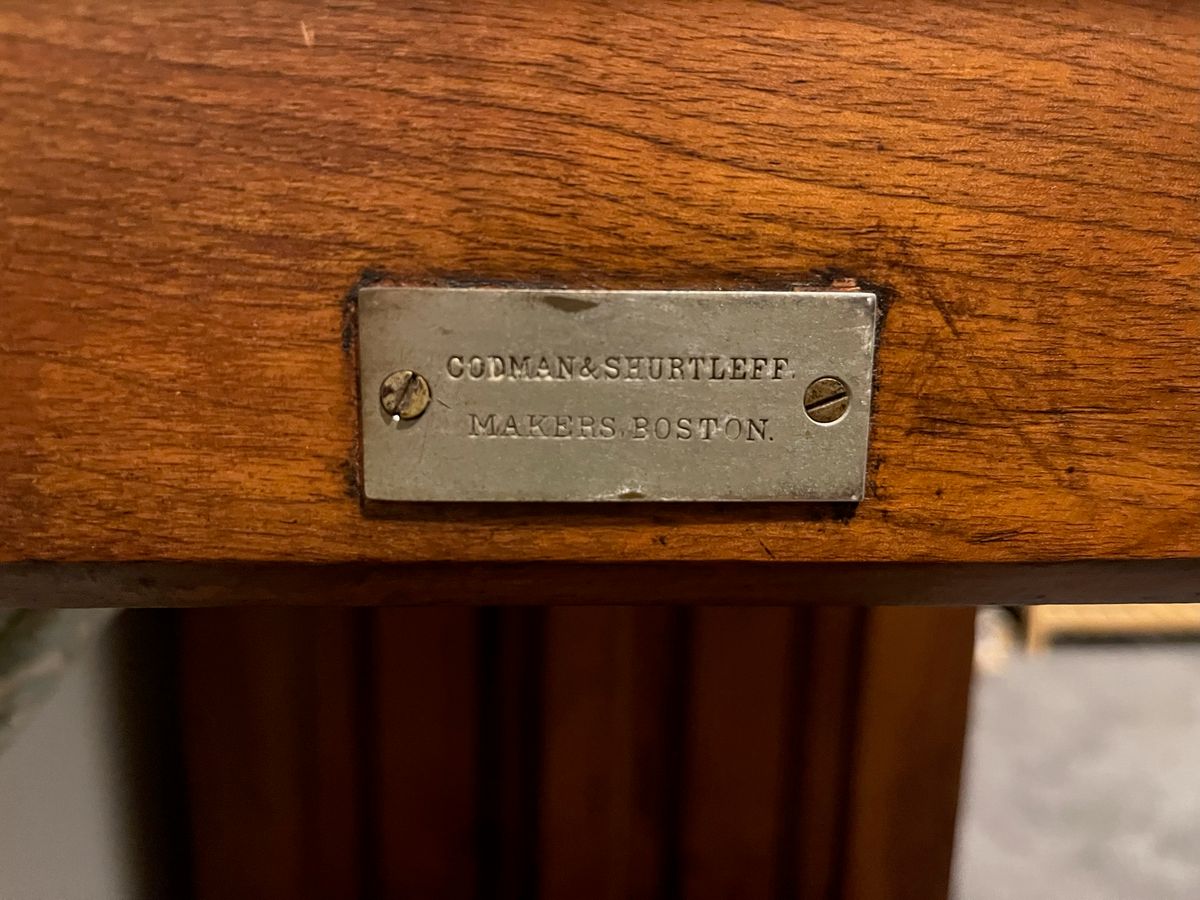 CODMAN & SHURTLEFF.
MAKERS, BOSTON.